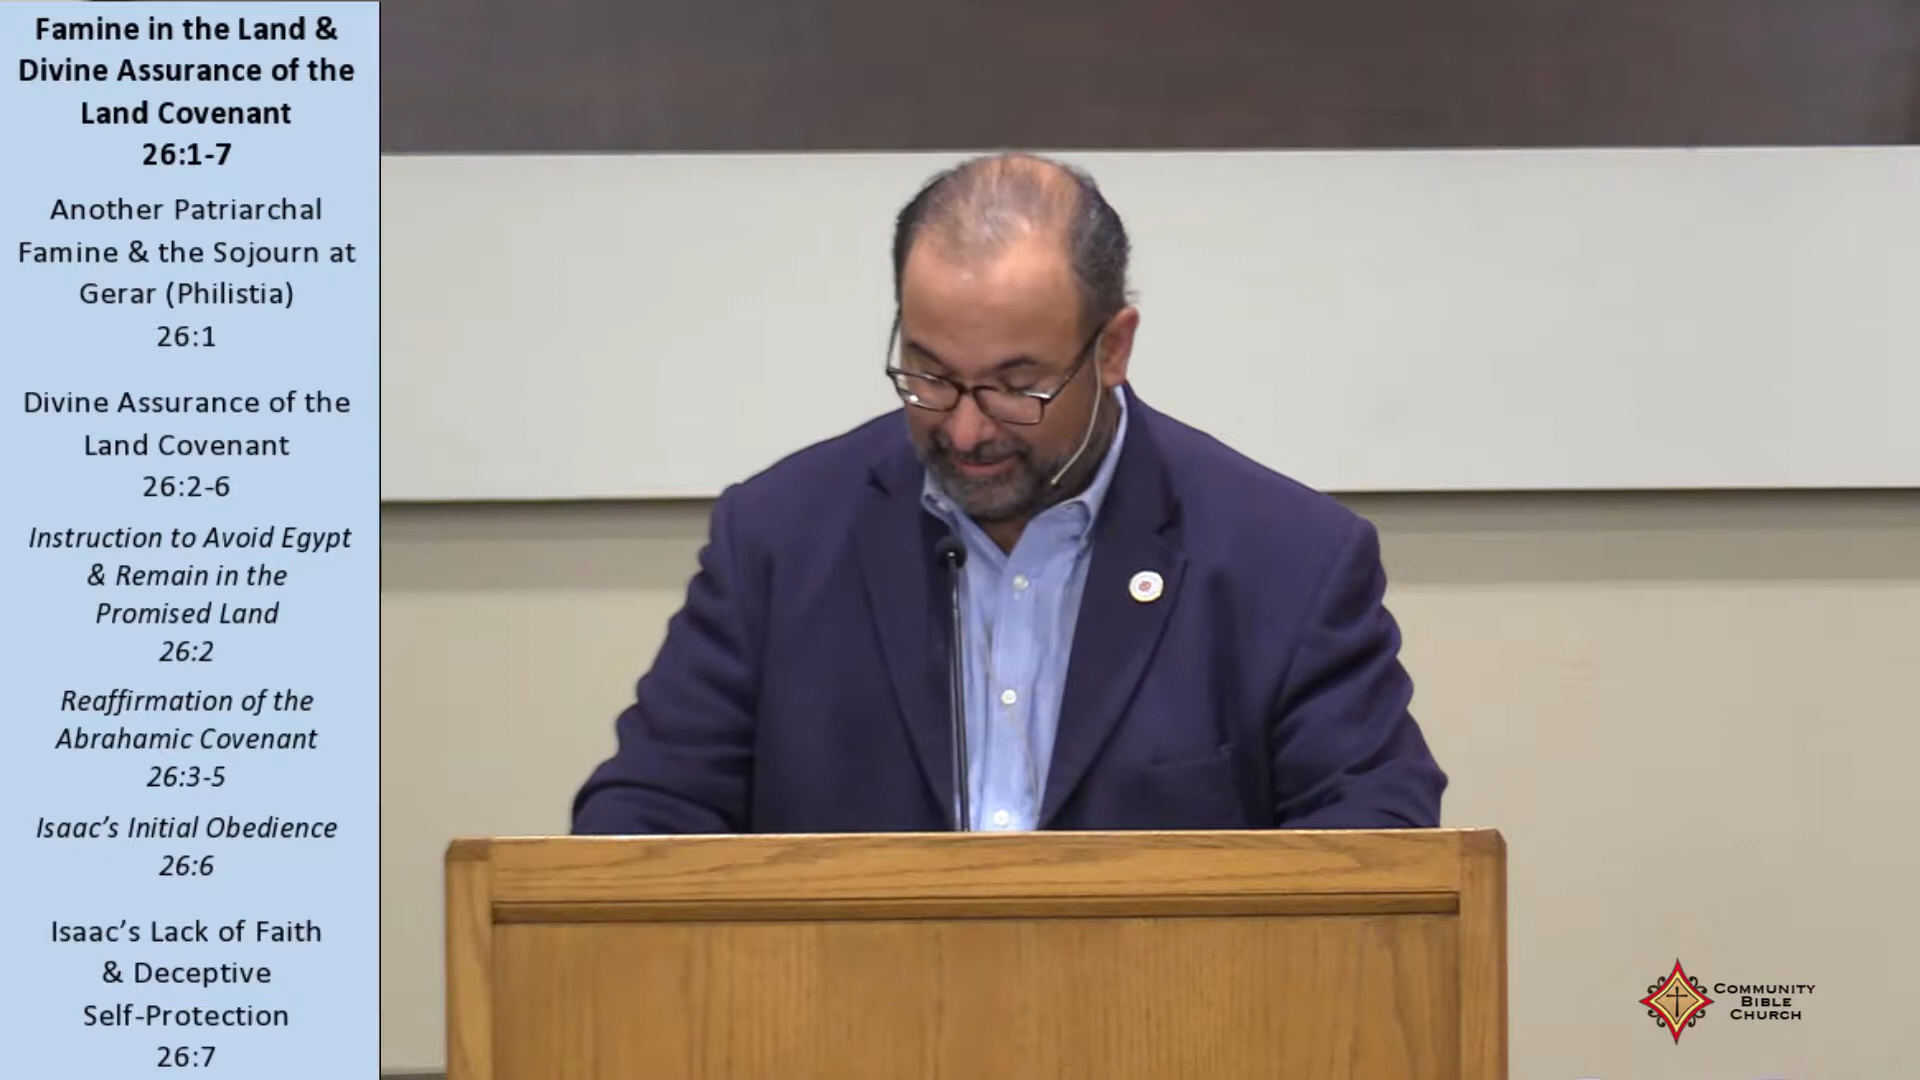 Famine in the Land &
Divine Assurance of the
Land Covenant
26:1-7
Another Patriarchal
Famine & the Sojourn at
Gerar (Philistia)
26:1
Divine Assurance of the
Land Covenant
26:2-6
Instruction to Avoid Egypt
& Remain in the
Promised Land
26:2
Reaffirmation of the
Abrahamic Covenant
26:3-5
Isaac’s Initial Obedience
26:6
Isaac’s Lack of Faith
& Deceptive
Self-Protection
26:7
COMMUNITY
BIBLE
CHURCH